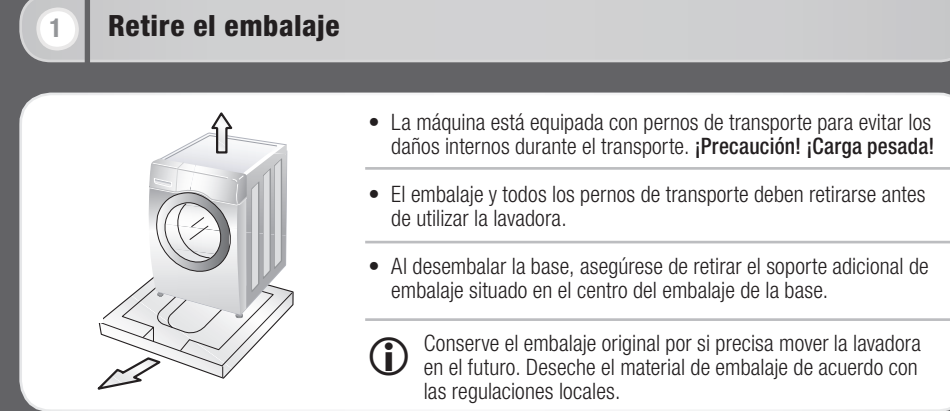 1
Retire el embalaje
• La máquina está equipada con pernos de transporte para evitar los
daños internos durante el transporte. ¡Precaución! ¡Carga pesada!
• El embalaje y todos los pernos de transporte deben retirarse antes
de utilizar la lavadora.
• Al desembalar la base, asegúrese de retirar el soporte adicional de
embalaje situado en el centro del embalaje de la base.
i Conserve el embalaje original por si precisa mover la lavadora
en el futuro. Deseche el material de embalaje de acuerdo con
las regulaciones locales.